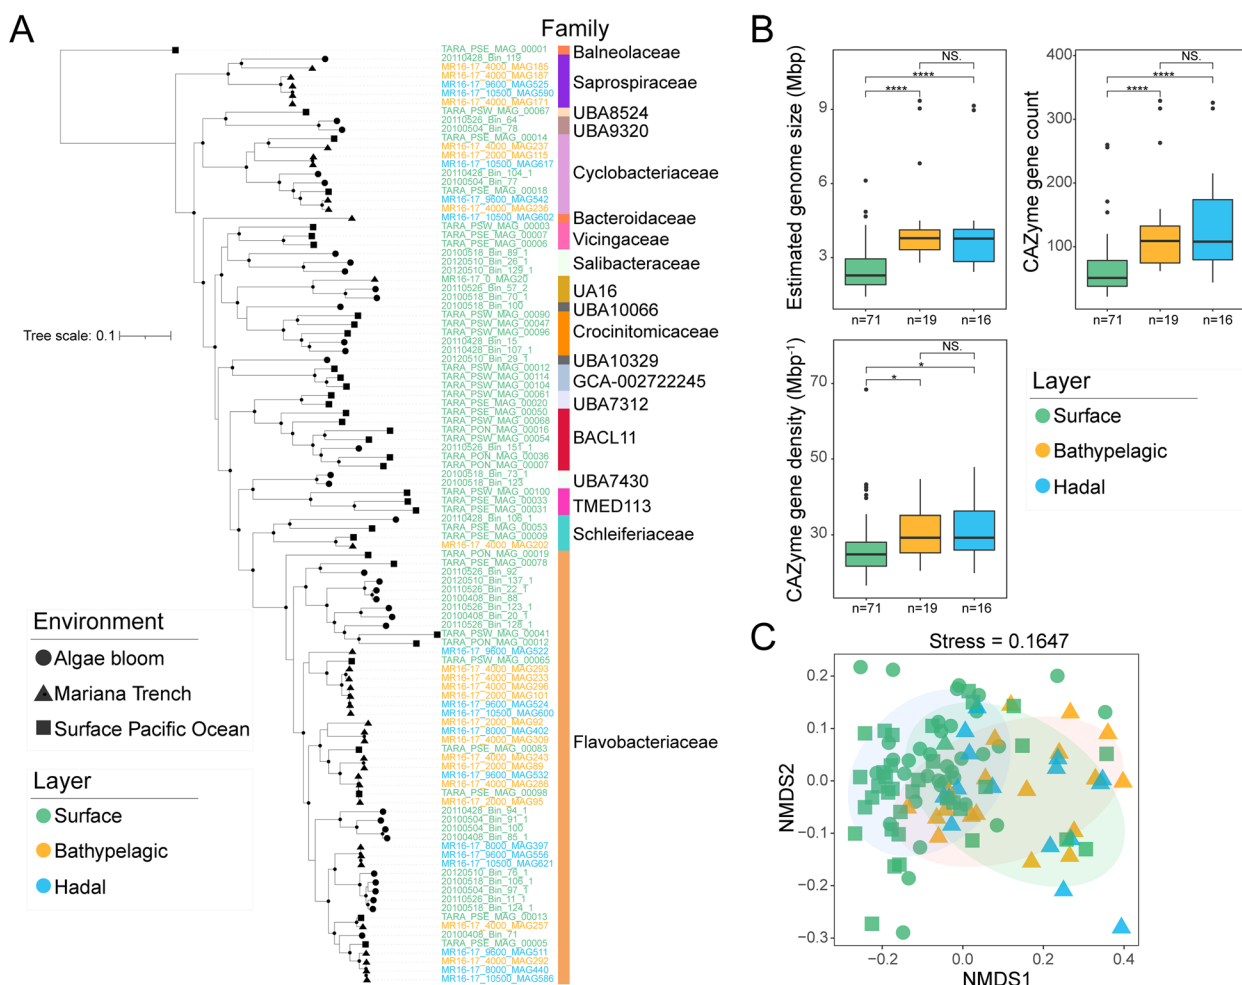 A
Family
TARA_PSE_MAG_00001
20110428_Bin_119
MR16-17_4000_MAG185
MR16-17_4000_MAG187
MR16-17_9600_MAG525
MR16-17_10500_MAG590
MR16-17_4000_MAG171
TARA_PSW_MAG_00067
20110526_Bin_64
20100504_Bin_78
TARA_PSE_MAG_00014
MR16-17_4000_MAG237
MR16-17_2000_MAG115
MR16-17_10500_MAG617
20110428_Bin_104_1
20100504_Bin_77
TARA_PSE_MAG_00018
MR16-17_9600_MAG542
MR16-17_4000_MAG236
MR16-17_10500_MAG602
TARA_PSW_MAG_00003
TARA_PSE_MAG_00007
TARA_PSE_MAG_00006
20100518_Bin_89_1
20120510_Bin_26_1
20120510_Bin_129_1
MR16-17_0_MAG20
20110526_Bin_57_2
20100518_Bin_70_1
20100518_Bin_100
TARA_PSW_MAG_00090
TARA_PSW_MAG_00047
TARA_PSW_MAG_00096
20110428_Bin_15
20110428_Bin_107_1
20120510_Bin_29_1
TARA_PSW_MAG_00012
TARA_PSW_MAG_00114
TARA_PSW_MAG_00104
TARA_PSW_MAG_00061
TARA_PSE_MAG_00020
TARA_PSE_MAG_00050
TARA_PSW_MAG_00068
TARA_PON_MAG_00016
TARA_PSW_MAG_00054
20110526_Bin_151_1
TARA_PON_MAG_00036
TARA_PON_MAG_00007
20100518_Bin_73_1
20100518_Bin_123
TARA_PSW_MAG_00100
TARA_PSE_MAG_00033
TARA_PSE_MAG_00031
20110428_Bin_106_1
TARA_PSE_MAG_00053
TARA_PSE_MAG_00009
MR16-17_4000_MAG202
TARA_PON_MAG_00019
TARA_PSE_MAG_00078
20110526_Bin_92
20120510_Bin_137_1
20110526_Bin_22_1
20100408_Bin_88
20110526_Bin_123_1
20100408_Bin_20_1
20110526_Bin_128_1
TARA_PSW_MAG_00041
TARA_PON_MAG_00012
MR16-17_9600_MAG522
TARA_PSW_MAG_00065
MR16-17_4000_MAG293
MR16-17_4000_MAG233
MR16-17_4000_MAG296
MR16-17_2000_MAG101
MR16-17_9600_MAG524
MR16-17_10500_MAG600
MR16-17_2000_MAG92
MR16-17_8000_MAG402
MR16-17_4000_MAG309
TARA_PSE_MAG_00083
MR16-17_4000_MAG243
MR16-17_2000_MAG89
MR16-17_9600_MAG532
MR16-17_4000_MAG286
TARA_PSE_MAG_00098
MR16-17_2000_MAG95
20110428_Bin_94_1
20100504_Bin_91_1
20100504_Bin_100
20100408_Bin_85_1
MR16-17_8000_MAG397
MR16-17_9600_MAG556
MR16-17_10500_MAG621
20120510_Bin_76_1
20100518_Bin_106_1
20100504_Bin_97_1
20110526_Bin_11_1
20100518_Bin_124_1
TARA_PSE_MAG_00013
MR16-17_4000_MAG257
20100408_Bin_71
TARA_PSE_MAG_00005
MR16-17_9600_MAG511
MR16-17_4000_MAG292
MR16-17_8000_MAG440
MR16-17_10500_MAG586
Balneolaceae
Saprospiraceae
UBA8524
UBA9320
Cyclobacteriaceae
Bacteroidaceae
Vicingaceae
Salibacteraceae
UA16
UBA10066
Crocinitomicaceae
UBA10329
GCA-002722245
UBA7312
BACL11
UBA7430
TMED113
Schleiferiaceae
Flavobacteriaceae
Tree scale: 0.1
Environment
Algae bloom
Mariana Trench
Surface Pacific Ocean
Layer
Surface
Bathypelagic
Hadal
B
Estimated genome size (Mbp)
9
6
3
NS.
****
****
n=71 n=19 n=16
CAZyme gene count
400
300
200
100
NS.
****
****
n=71 n=19 n=16
CAZyme gene density (Mbp-1)
70
50
30
NS.
*
*
n=71 n=19 n=16
Layer
Surface
Bathypelagic
Hadal
C
Stress = 0.1647
NMDS2
0.2
0.1
0.0
−0.1
−0.2
−0.3
−0.2 0.0 0.2 0.4
NMDS1